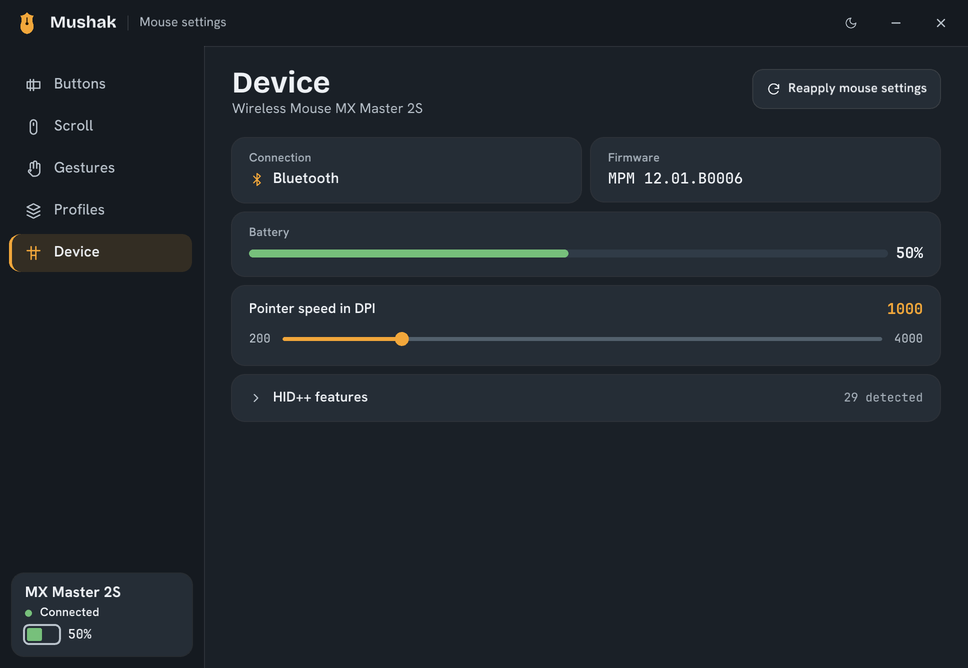 Mushak
Mouse settings
Buttons
Scroll
Gestures
Profiles
Device
Device
Wireless Mouse MX Master 2S
Reapply mouse settings
Connection
Bluetooth
Firmware
MPM 12.01.B0006
Battery
50%
Pointer speed in DPI
1000
200
4000
HID++ features
29 detected
MX Master 2S
Connected
50%